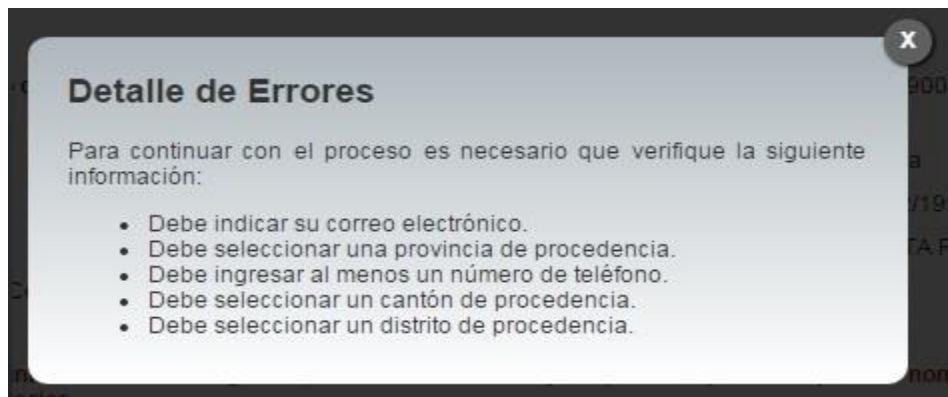 X
Detalle de Errores
900
Para continuar con el proceso es necesario que verifique la siguiente
información:
Debe indicar su correo electrónico.
Debe seleccionar una provincia de procedencia.
Debe ingresar al menos un número de teléfono.
Debe seleccionar un cantón de procedencia.
Debe seleccionar un distrito de procedencia.